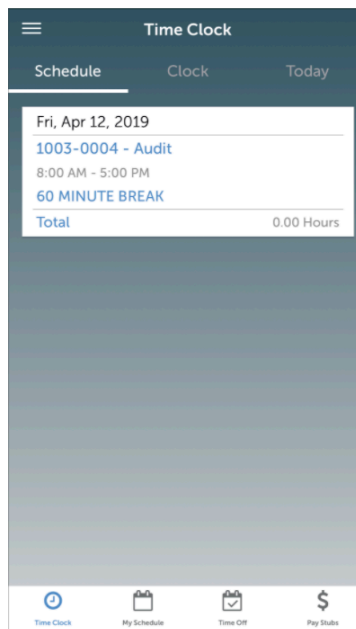 Time Clock
Schedule Clock Today
Fri, Apr 12, 2019
1003-0004 - Audit
8:00 AM - 5:00 PM
60 MINUTE BREAK
Total 0.00 Hours
Time Clock My Schedule Time Off Pay Stubs